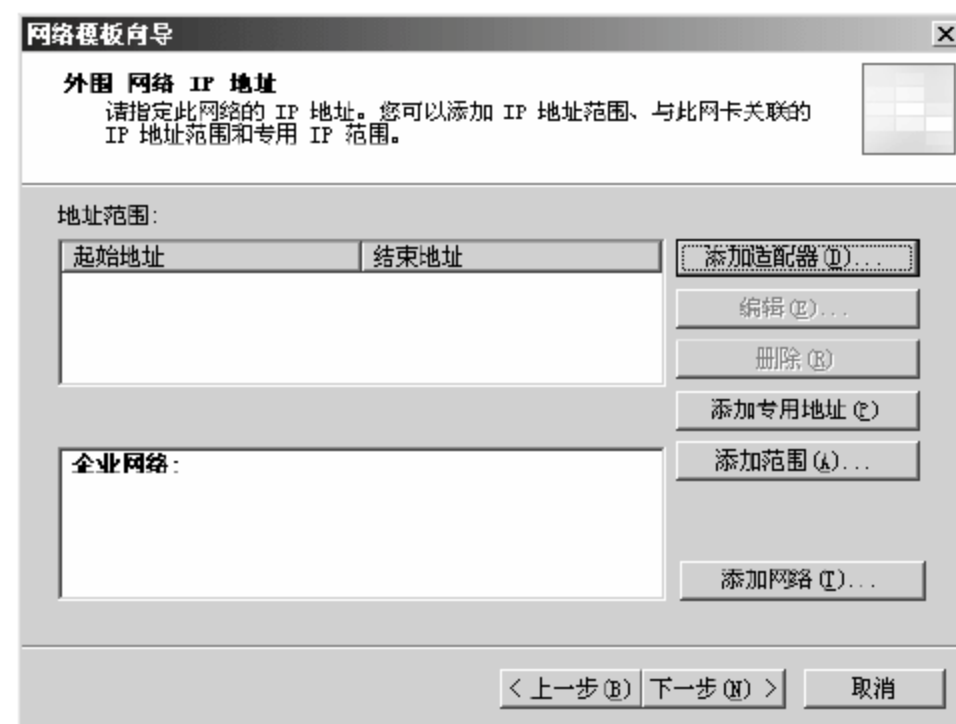 网络模板向导
外围 网络 IP 地址
请指定此网络的 IP 地址。您可以添加 IP 地址范围、与此网卡关联的
IP 地址范围和专用 IP 范围。
地址范围:
起始地址 结束地址
添加适配器(D)...
编辑(E)...
删除(R)
添加专用地址(P)
添加范围(A)...
企业网络:
添加网络(T)...
< 上一步(B) 下一步(N) > 取消